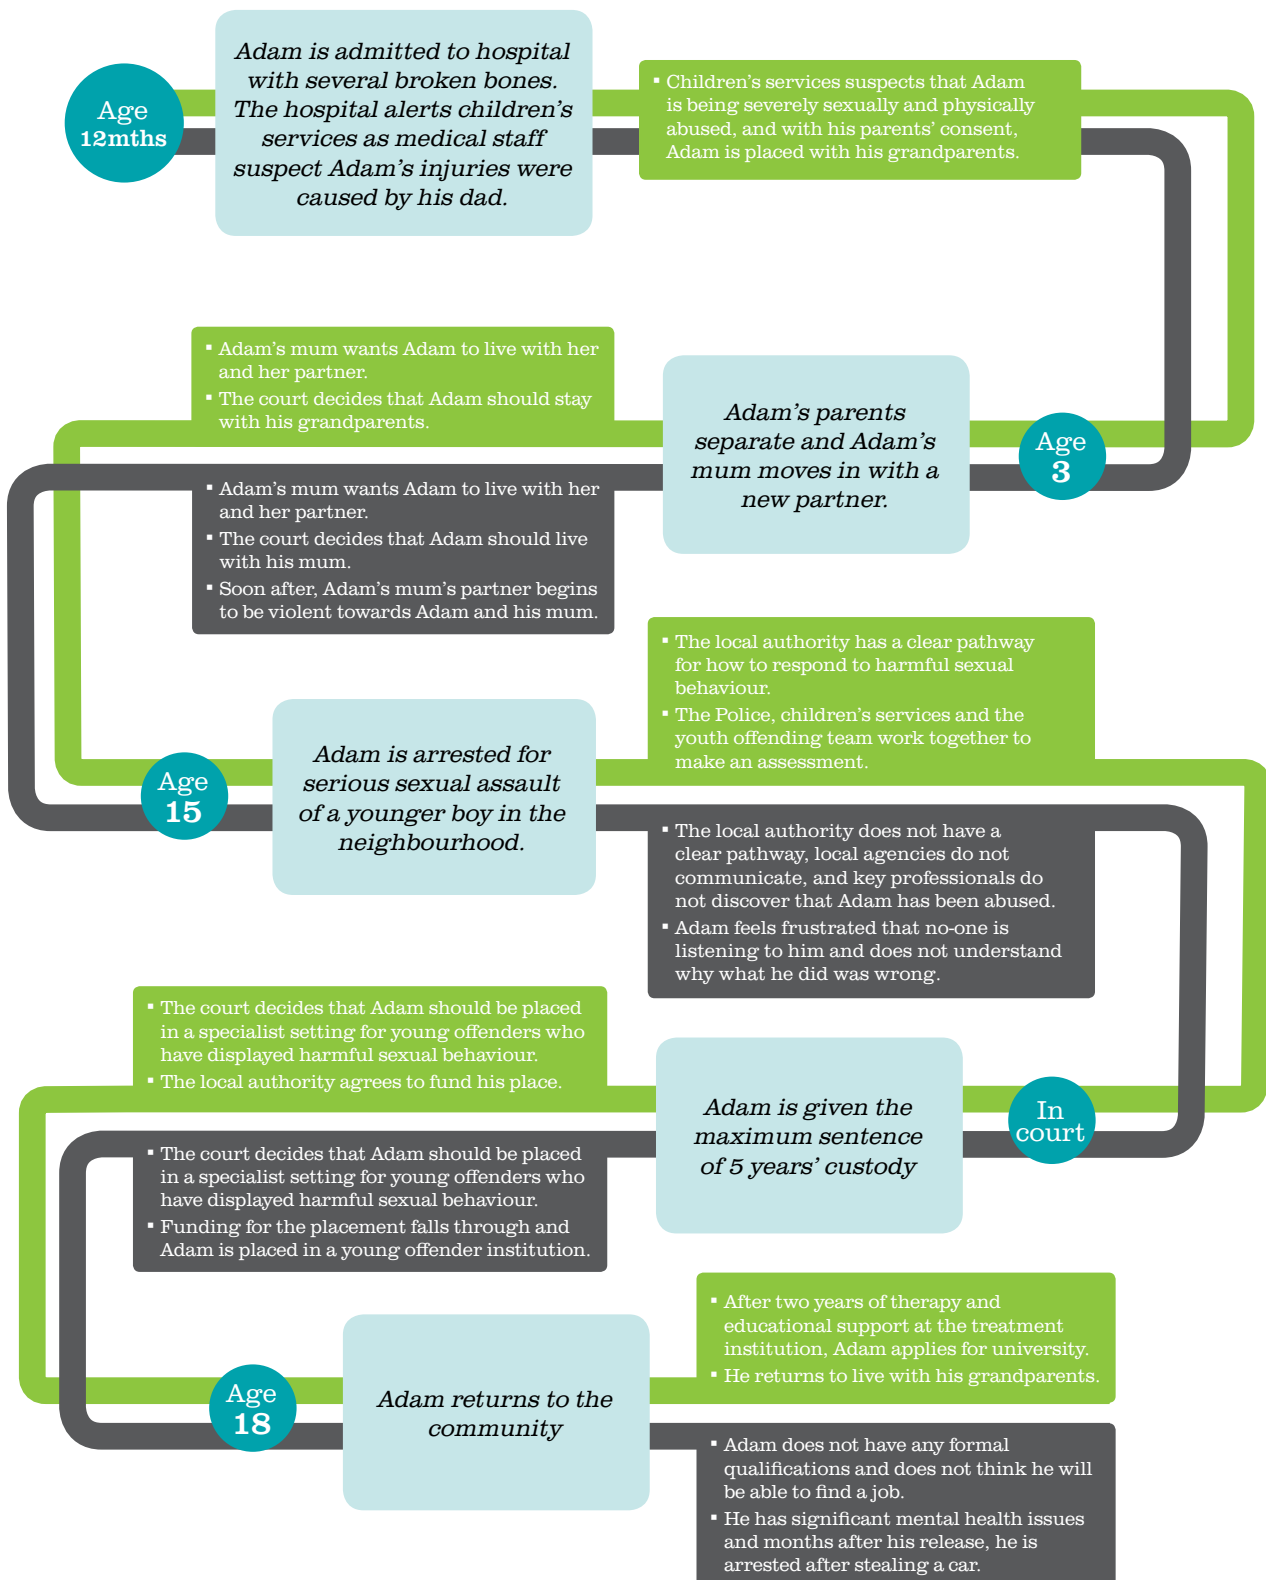 Age
12mths
Adam is admitted to hospital
with several broken bones.
The hospital alerts children's
services as medical staff
suspect Adam's injuries were
caused by his dad.
▪ Children's services suspects that Adam
is being severely sexually and physically
abused, and with his parents' consent,
Adam is placed with his grandparents.
Age
3
Adam's parents
separate and Adam's
mum moves in with a
new partner.
▪ Adam's mum wants Adam to live with her
and her partner.
▪ The court decides that Adam should stay
with his grandparents.
▪ Adam's mum wants Adam to live with her
and her partner.
▪ The court decides that Adam should live
with his mum.
▪ Soon after, Adam's mum's partner begins
to be violent towards Adam and his mum.
Age
15
Adam is arrested for
serious sexual assault
of a younger boy in the
neighbourhood.
▪ The local authority has a clear pathway
for how to respond to harmful sexual
behaviour.
▪ The Police, children's services and the
youth offending team work together to
make an assessment.
▪ The local authority does not have a
clear pathway, local agencies do not
communicate, and key professionals do
not discover that Adam has been abused.
▪ Adam feels frustrated that no-one is
listening to him and does not understand
why what he did was wrong.
In
court
Adam is given the
maximum sentence
of 5 years' custody
▪ The court decides that Adam should be placed
in a specialist setting for young offenders who
have displayed harmful sexual behaviour.
▪ The local authority agrees to fund his place.
▪ The court decides that Adam should be placed
in a specialist setting for young offenders who
have displayed harmful sexual behaviour.
▪ Funding for the placement falls through and
Adam is placed in a young offender institution.
Age
18
Adam returns to the
community
▪ After two years of therapy and
educational support at the treatment
institution, Adam applies for university.
▪ He returns to live with his grandparents.
▪ Adam does not have any formal
qualifications and does not think he will
be able to find a job.
▪ He has significant mental health issues
and months after his release, he is
arrested after stealing a car.